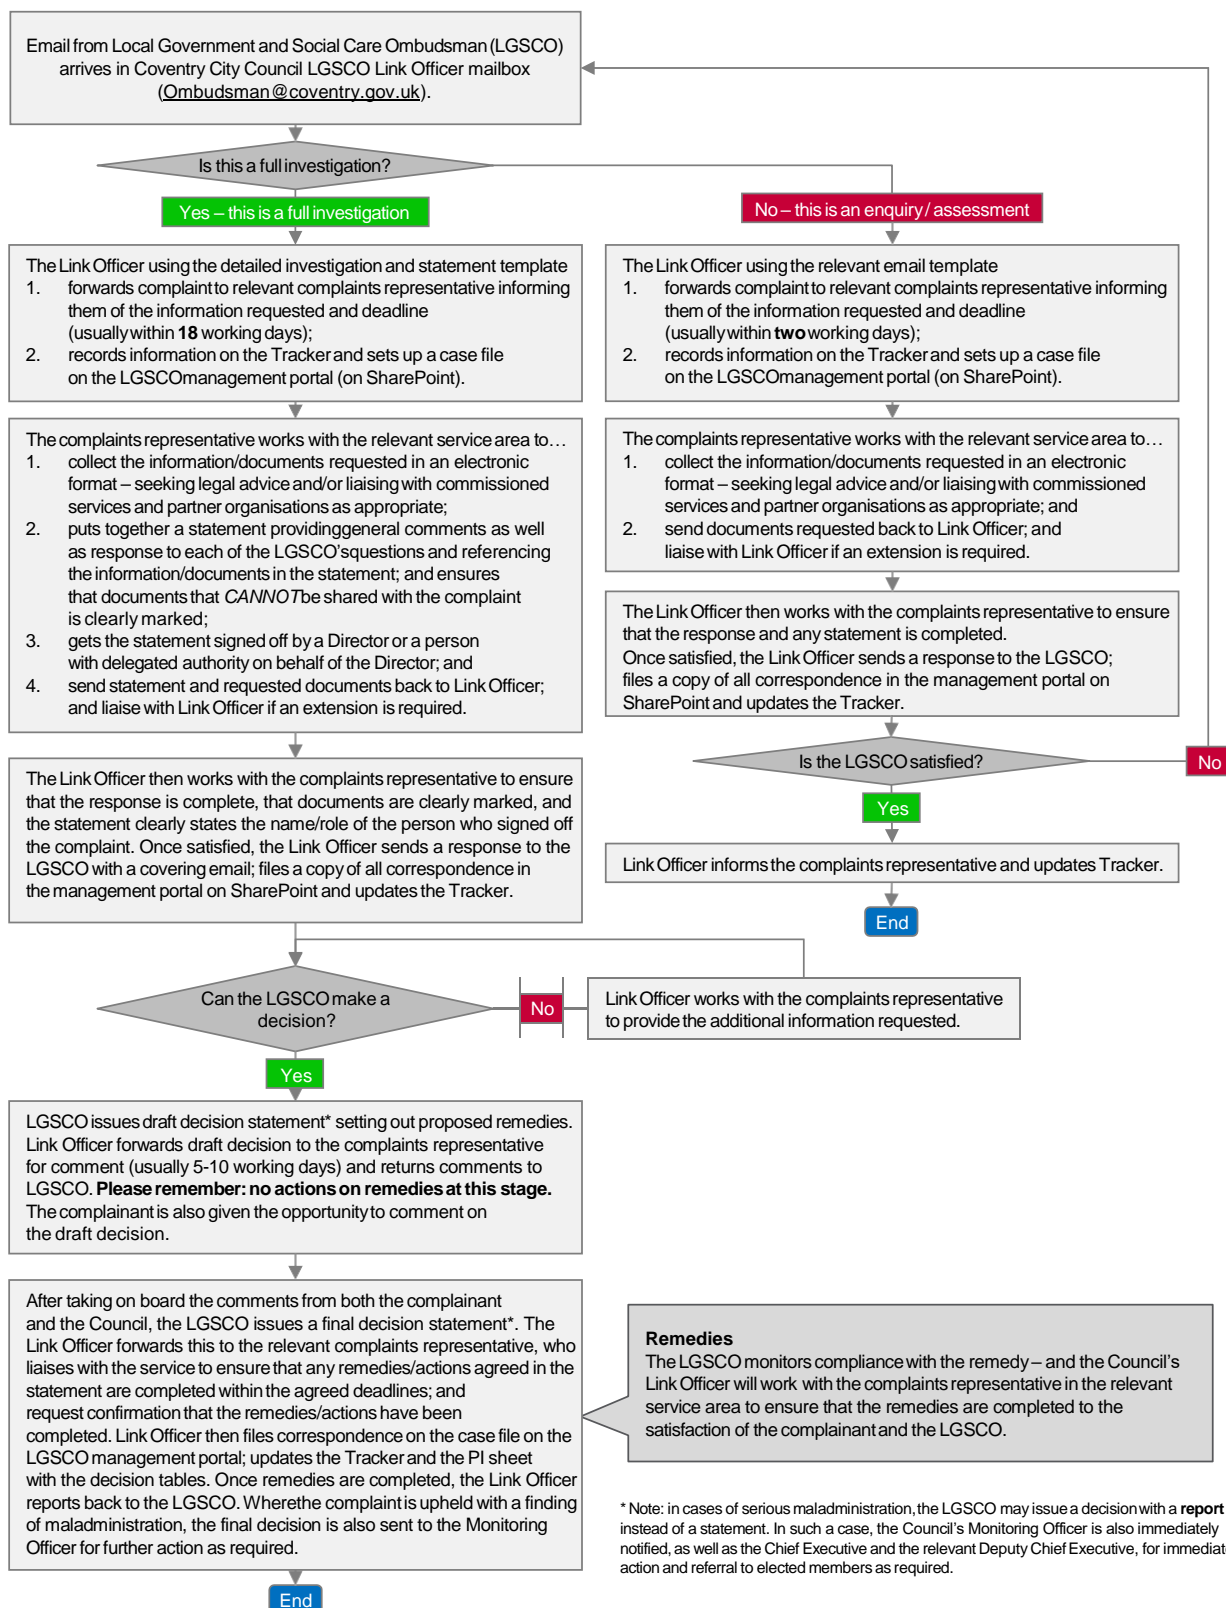 Email from Local Government and Social Care Ombudsman (LGSCO)
arrives in Coventry City Council LGSCO Link Officer mailbox
(Ombudsman@coventry.gov.uk).
Is this a full investigation?
Yes – this is a full investigation
No – this is an enquiry / assessment
The Link Officer using the detailed investigation and statement template
1. forwards complaint to relevant complaints representative informing
them of the information requested and deadline
(usually within 18 working days);
2. records information on the Tracker and sets up a case file
on the LGSCO management portal (on SharePoint).
The Link Officer using the relevant email template
1. forwards complaint to relevant complaints representative informing
them of the information requested and deadline
(usually within two working days);
2. records information on the Tracker and sets up a case file
on the LGSCO management portal (on SharePoint).
The complaints representative works with the relevant service area to…
1. collect the information/documents requested in an electronic
format – seeking legal advice and/or liaising with commissioned
services and partner organisations as appropriate;
2. puts together a statement providing general comments as well
as response to each of the LGSCO's questions and referencing
the information/documents in the statement; and ensures
that documents that CANNOT be shared with the complaint
is clearly marked;
3. gets the statement signed off by a Director or a person
with delegated authority on behalf of the Director; and
4. send statement and requested documents back to Link Officer;
and liaise with Link Officer if an extension is required.
The complaints representative works with the relevant service area to…
1. collect the information/documents requested in an electronic
format – seeking legal advice and/or liaising with commissioned
services and partner organisations as appropriate; and
2. send documents requested back to Link Officer; and
liaise with Link Officer if an extension is required.
The Link Officer then works with the complaints representative to ensure
that the response and any statement is completed.
Once satisfied, the Link Officer sends a response to the LGSCO;
files a copy of all correspondence in the management portal on
SharePoint and updates the Tracker.
Is the LGSCO satisfied?
No
Yes
Link Officer informs the complaints representative and updates Tracker.
End
The Link Officer then works with the complaints representative to ensure
that the response is complete, that documents are clearly marked, and
the statement clearly states the name/role of the person who signed off
the complaint. Once satisfied, the Link Officer sends a response to the
LGSCO with a covering email; files a copy of all correspondence in
the management portal on SharePoint and updates the Tracker.
Can the LGSCO make a
decision?
No
Link Officer works with the complaints representative
to provide the additional information requested.
Yes
LGSCO issues draft decision statement* setting out proposed remedies.
Link Officer forwards draft decision to the complaints representative
for comment (usually 5-10 working days) and returns comments to
LGSCO. Please remember: no actions on remedies at this stage.
The complainant is also given the opportunity to comment on
the draft decision.
After taking on board the comments from both the complainant
and the Council, the LGSCO issues a final decision statement*. The
Link Officer forwards this to the relevant complaints representative, who
liaises with the service to ensure that any remedies/actions agreed in the
statement are completed within the agreed deadlines; and
request confirmation that the remedies/actions have been
completed. Link Officer then files correspondence on the case file on the
LGSCO management portal; updates the Tracker and the PI sheet
with the decision tables. Once remedies are completed, the Link Officer
reports back to the LGSCO. Where the complaint is upheld with a finding
of maladministration, the final decision is also sent to the Monitoring
Officer for further action as required.
End
Remedies
The LGSCO monitors compliance with the remedy – and the Council's
Link Officer will work with the complaints representative in the relevant
service area to ensure that the remedies are completed to the
satisfaction of the complainant and the LGSCO.
* Note: in cases of serious maladministration, the LGSCO may issue a decision with a report
instead of a statement. In such a case, the Council's Monitoring Officer is also immediately
notified, as well as the Chief Executive and the relevant Deputy Chief Executive, for immediat
action and referral to elected members as required.